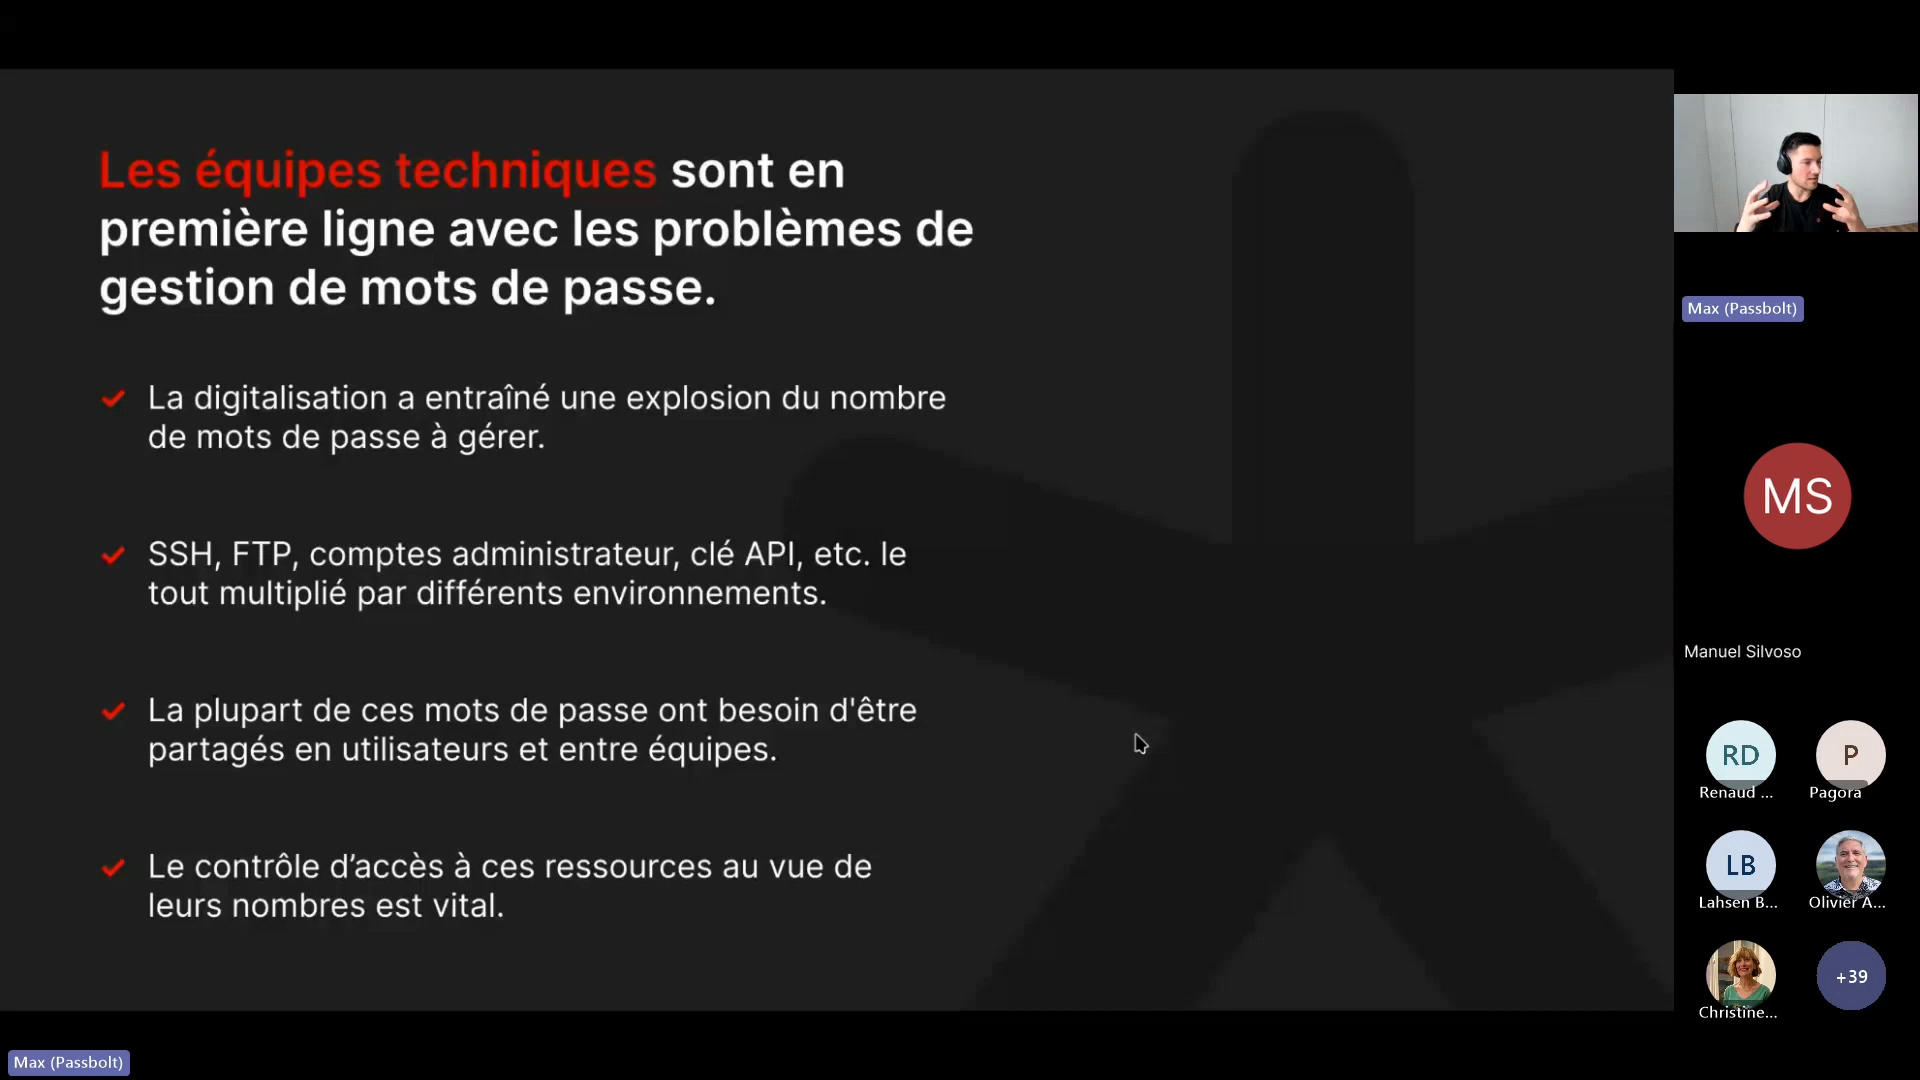 Les équipes techniques sont en
première ligne avec les problèmes de
gestion de mots de passe.
La digitalisation a entraîné une explosion du nombre
de mots de passe à gérer.
SSH, FTP, comptes administrateur, clé API, etc. le
tout multiplié par différents environnements.
La plupart de ces mots de passe ont besoin d'être
partagés en utilisateurs et entre équipes.
Le contrôle d’accès à ces ressources au vue de
leurs nombres est vital.
Max (Passbolt)
MS
Manuel Silvoso
RD
Renaud ...
P
Pagora
LB
Lahsen B...
Olivier A...
Christine...
+39
Max (Passbolt)